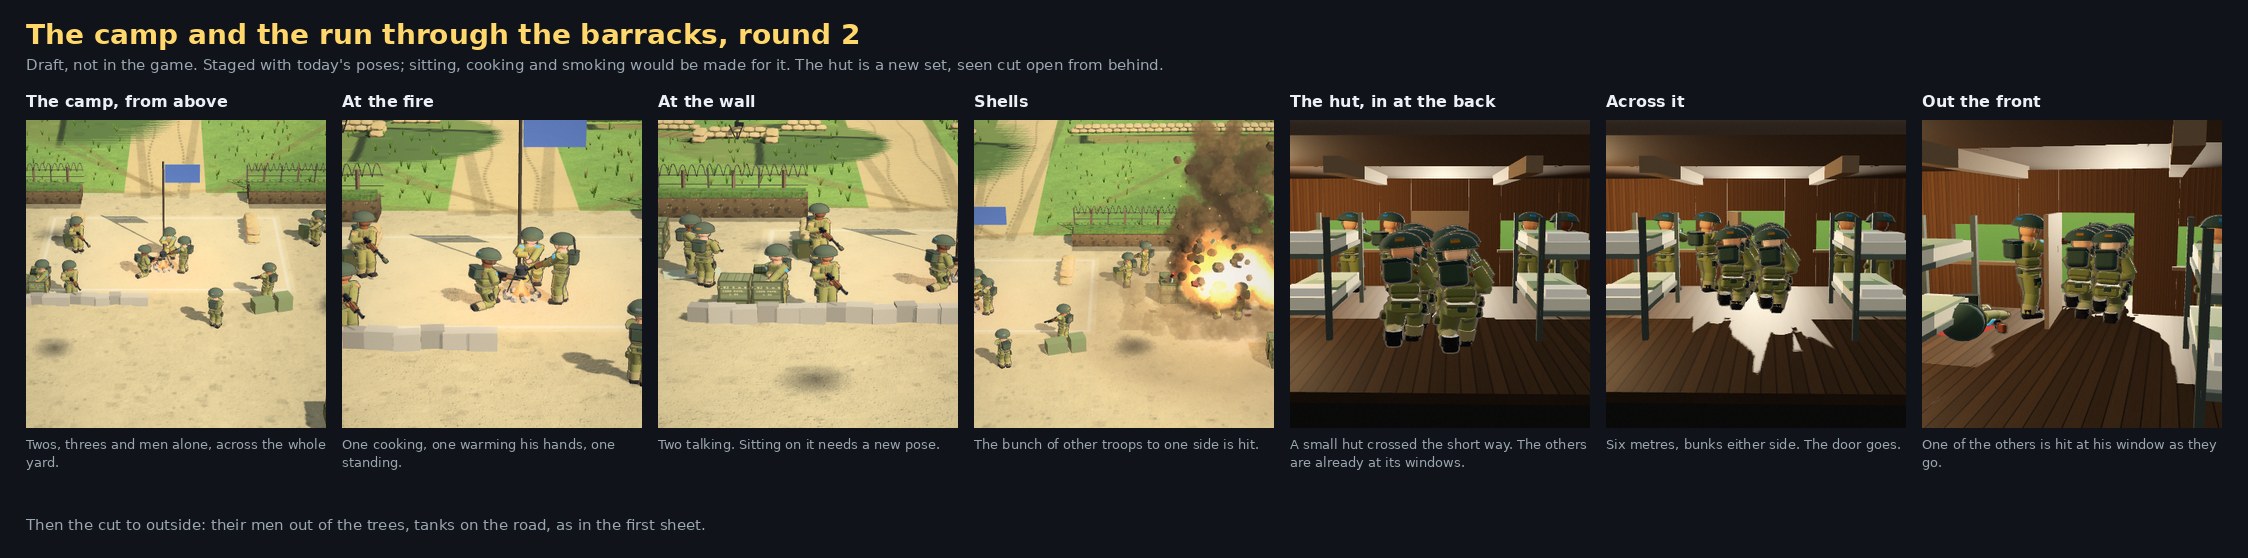 The camp and the run through the barracks, round 2
Draft, not in the game. Staged with today's poses; sitting, cooking and smoking would be made for it. The hut is a new set, seen cut open from behind.
The camp, from above
At the fire
At the wall
Shells
The hut, in at the back
Across it
Out the front
Twos, threes and men alone, across the whole
yard.
One cooking, one warming his hands, one
standing.
Two talking. Sitting on it needs a new pose.
The bunch of other troops to one side is hit.
A small hut crossed the short way. The others
are already at its windows.
Six metres, bunks either side. The door goes.
One of the others is hit at his window as they
go.
Then the cut to outside: their men out of the trees, tanks on the road, as in the first sheet.